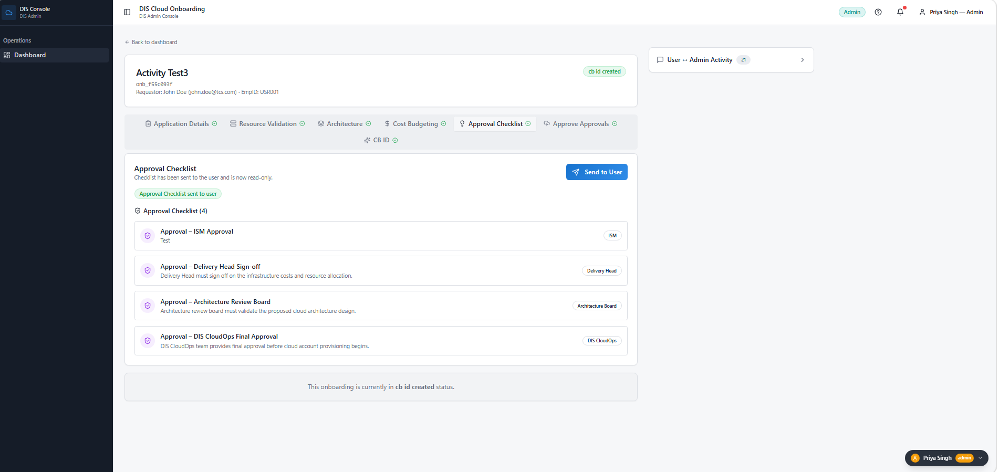 DIS Console
DIS Admin
Operations
Dashboard
DIS Cloud Onboarding
DIS Admin Console
Admin
Priya Singh — Admin
← Back to dashboard
Activity Test3
onb_f55c093f
Requestor: John Doe (john.doe@tcs.com) · EmpID: USR001
cb id created
User ↔ Admin Activity 21
Application Details
Resource Validation
Architecture
Cost Budgeting
Approval Checklist
Approve Approvals
CB ID
Approval Checklist
Checklist has been sent to the user and is now read-only.
Send to User
Approval Checklist sent to user
Approval Checklist (4)
Approval – ISM Approval
Test
ISM
Approval – Delivery Head Sign-off
Delivery Head must sign off on the infrastructure costs and resource allocation.
Delivery Head
Approval – Architecture Review Board
Architecture review board must validate the proposed cloud architecture design.
Architecture Board
Approval – DIS CloudOps Final Approval
DIS CloudOps team provides final approval before cloud account provisioning begins.
DIS CloudOps
This onboarding is currently in cb id created status.
Priya Singh admin